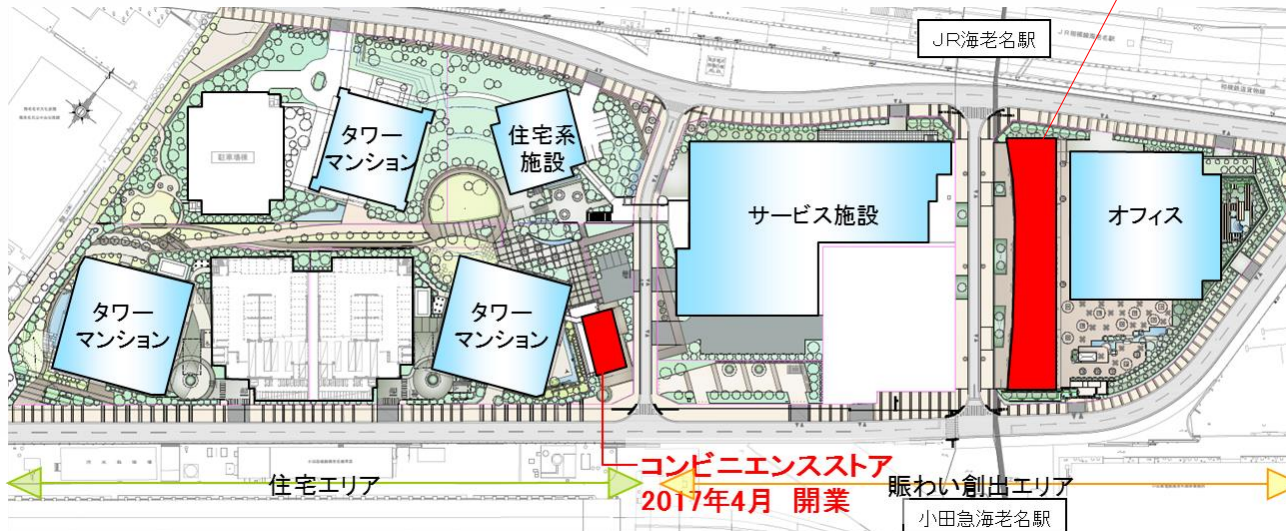 JR海老名駅
タワー
マンション
住宅系
施設
駐車場棟
サービス施設
オフィス
タワー
マンション
タワー
マンション
コンビニエンスストア
2017年4月 開業
住宅エリア
賑わい創出エリア
小田急海老名駅